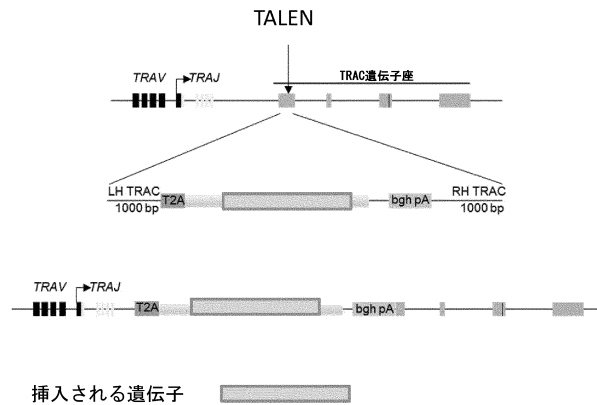 TALEN
TRAV
TRAJ
TRAC遺伝子座
LH TRAC
1000 bp
T2A
bgh pA
RH TRAC
1000 bp
TRAV
TRAJ
T2A
bgh pA
挿入される遺伝子